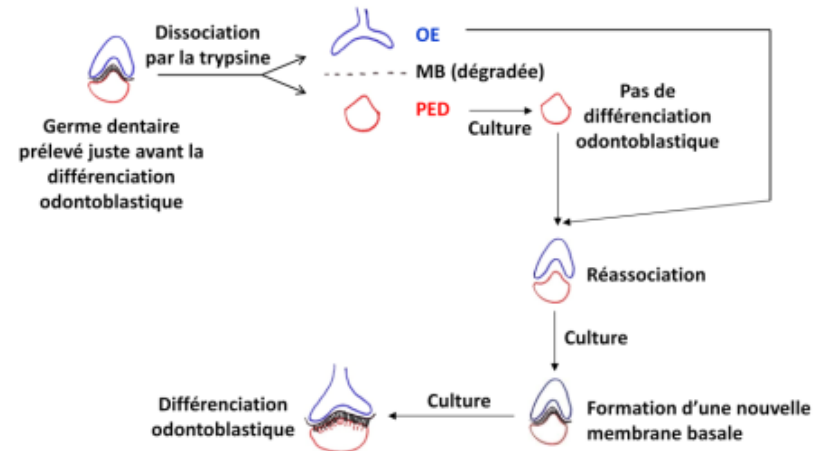 Dissociation
par la trypsine
OE
MB (dégradée)
PED
Culture
Pas de
différenciation
odontoblastique
Germe dentaire
prélevé juste avant la
différenciation
odontoblastique
Réassociation
Culture
Formation d'une nouvelle
membrane basale
Culture
Différenciation
odontoblastique